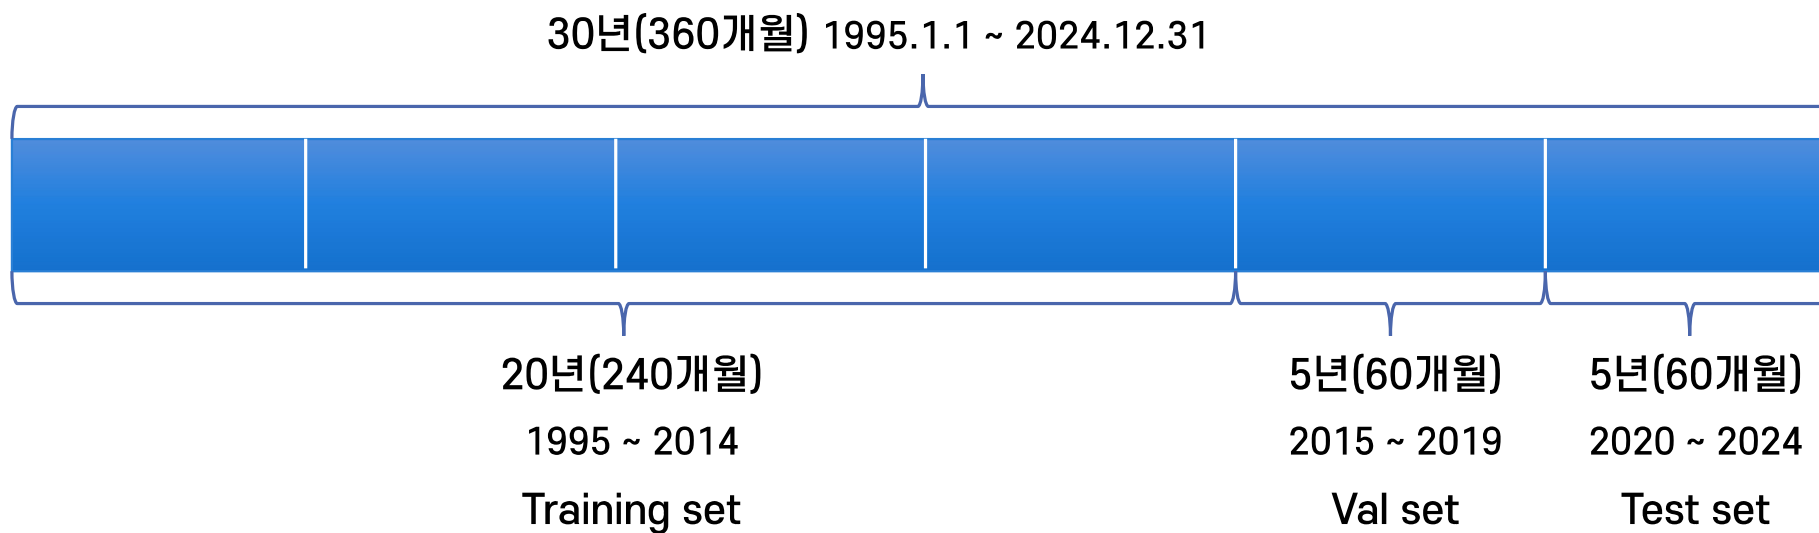 30년(360개월) 1995.1.1 ~ 2024.12.31
20년(240개월)
1995 ~ 2014
Training set
5년(60개월)
2015 ~ 2019
Val set
5년(60개월)
2020 ~ 2024
Test set